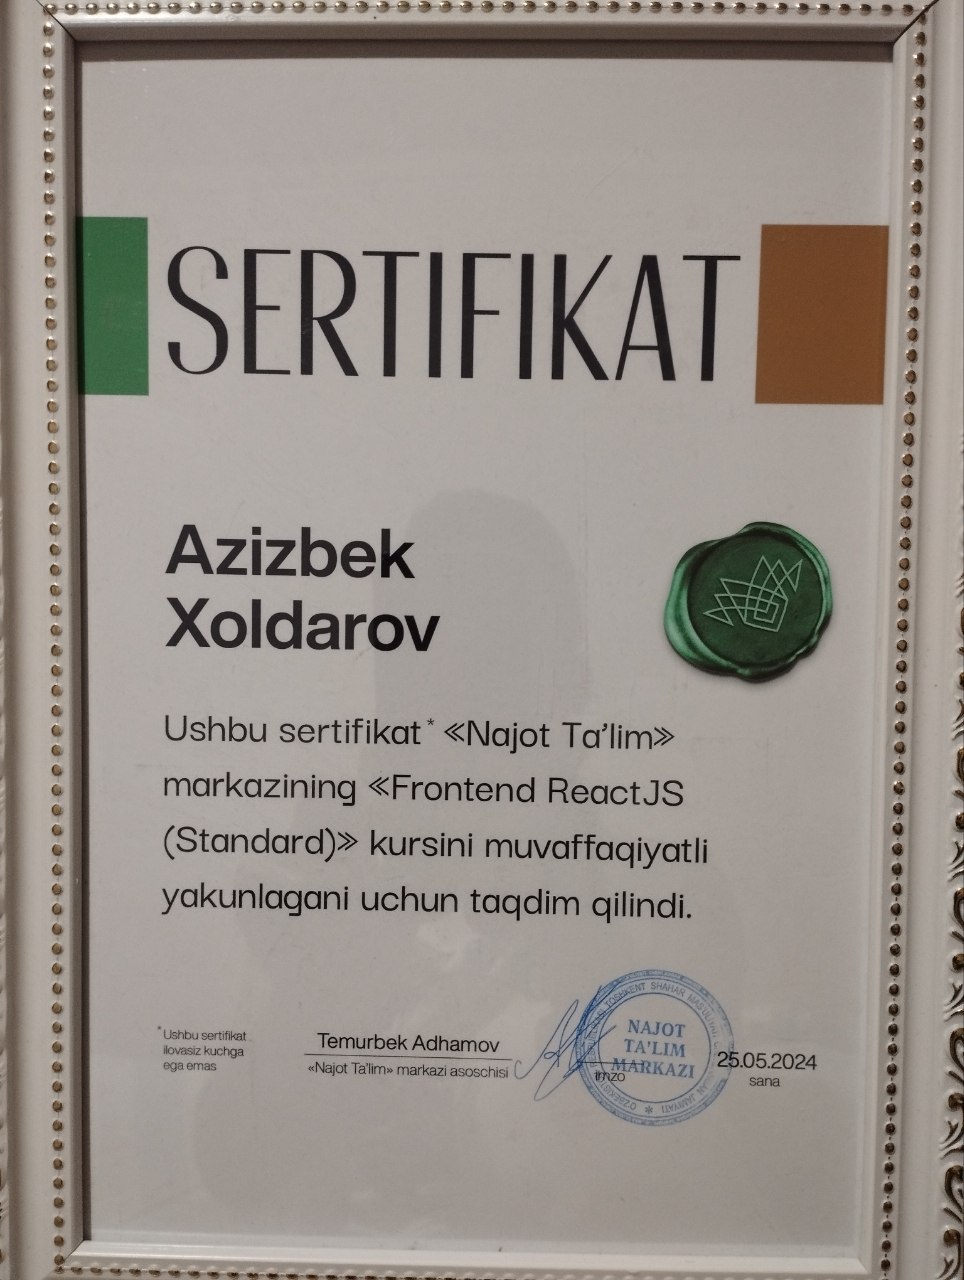 SERTIFIKAT
Azizbek
Xoldarov
Ushbu sertifikat* «Najot Ta’lim»
markazining «Frontend ReactJS
(Standard)» kursini muvaffaqiyatli
yakunlagani uchun taqdim qilindi.
*Ushbu sertifikat
ilovasiz kuchga
ega emas
Temurbek Adhamov
«Najot Ta’lim» markazi asoschisi
imzo
TOSHKENT SHAHAR
NAJOT
TA’LIM
MARKAZI
25.05.2024
sana